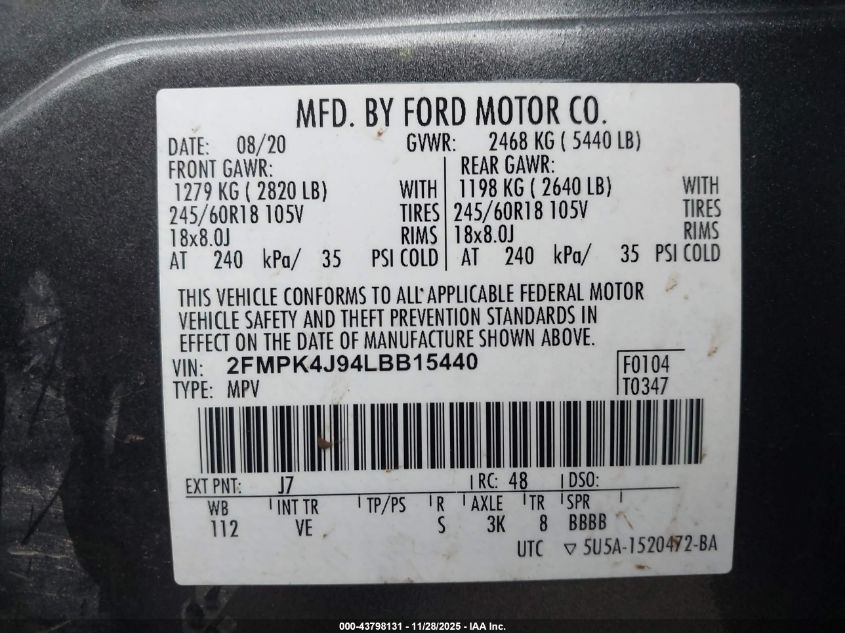 MFD. BY FORD MOTOR CO.
DATE: 08/20 GVWR: 2468 KG ( 5440 LB)
FRONT GAWR: REAR GAWR:
1279 KG ( 2820 LB) WITH 1198 KG ( 2640 LB) WITH
245/60R18 105V TIRES 245/60R18 105V TIRES
18x8.0J RIMS 18x8.0J RIMS
AT 240 kPa/ 35 PSI COLD AT 240 kPa/ 35 PSI COLD
THIS VEHICLE CONFORMS TO ALL APPLICABLE FEDERAL MOTOR
VEHICLE SAFETY AND THEFT PREVENTION STANDARDS IN
EFFECT ON THE DATE OF MANUFACTURE SHOWN ABOVE.
VIN: 2FMPK4J94LBB15440 F0104
TYPE: MPV T0347
EXT PNT: J7 RC: 48 DSO:
WB INT TR TP/PS R AXLE TR SPR
112 VE S 3K 8 BBBB
UTC ▽ 5U5A-1520472-BA
000-43798131 - 11/28/2025 - IAA Inc.